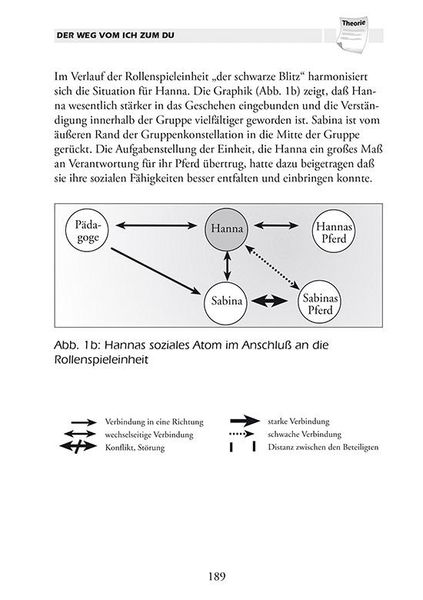 DER WEG VOM ICH ZUM DU
Theorie
Im Verlauf der Rollenspieleinheit „der schwarze Blitz“ harmonisiert
sich die Situation für Hanna. Die Graphik (Abb. 1b) zeigt, daß Han-
na wesentlich stärker in das Geschehen eingebunden und die Verstän-
digung innerhalb der Gruppe vielfältiger geworden ist. Sabina ist vom
äußeren Rand der Gruppenkonstellation in die Mitte der Gruppe
gerückt. Die Aufgabenstellung der Einheit, die Hanna ein großes Maß
an Verantwortung für ihr Pferd übertrug, hatte dazu beigetragen daß
sie ihre sozialen Fähigkeiten besser entfalten und einbringen konnte.
Päda-
goge
Hanna
Hannas
Pferd
Sabina
Sabinas
Pferd
Abb. 1b: Hannas soziales Atom im Anschluß an die
Rollenspieleinheit
Verbindung in eine Richtung
wechselseitige Verbindung
Konflikt, Störung
starke Verbindung
schwache Verbindung
Distanz zwischen den Beteiligten
189